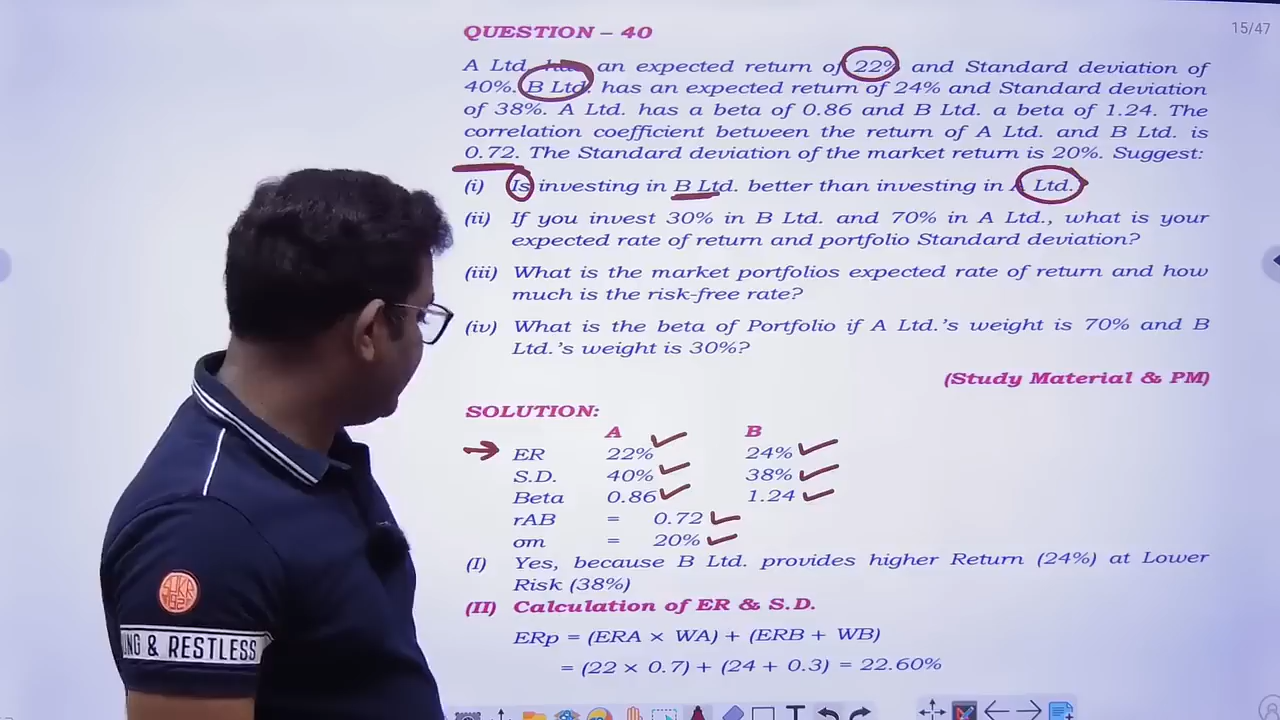 15/47
QUESTION – 40
A Ltd. has an expected return of 22% and Standard deviation of
40%. B Ltd. has an expected return of 24% and Standard deviation
of 38%. A Ltd. has a beta of 0.86 and B Ltd. a beta of 1.24. The
correlation coefficient between the return of A Ltd. and B Ltd. is
0.72. The Standard deviation of the market return is 20%. Suggest:
(i) Is investing in B Ltd. better than investing in A Ltd.
(ii) If you invest 30% in B Ltd. and 70% in A Ltd., what is your
expected rate of return and portfolio Standard deviation?
(iii) What is the market portfolios expected rate of return and how
much is the risk-free rate?
(iv) What is the beta of Portfolio if A Ltd.'s weight is 70% and B
Ltd.'s weight is 30%?
(Study Material & PM)
SOLUTION:
A B
ER 22% 24%
S.D. 40% 38%
Beta 0.86 1.24
rAB = 0.72
σm = 20%
(I) Yes, because B Ltd. provides higher Return (24%) at Lower
Risk (38%)
(II) Calculation of ER & S.D.
ERp = (ERA × WA) + (ERB + WB)
= (22 × 0.7) + (24 + 0.3) = 22.60%
NG & RESTLESS